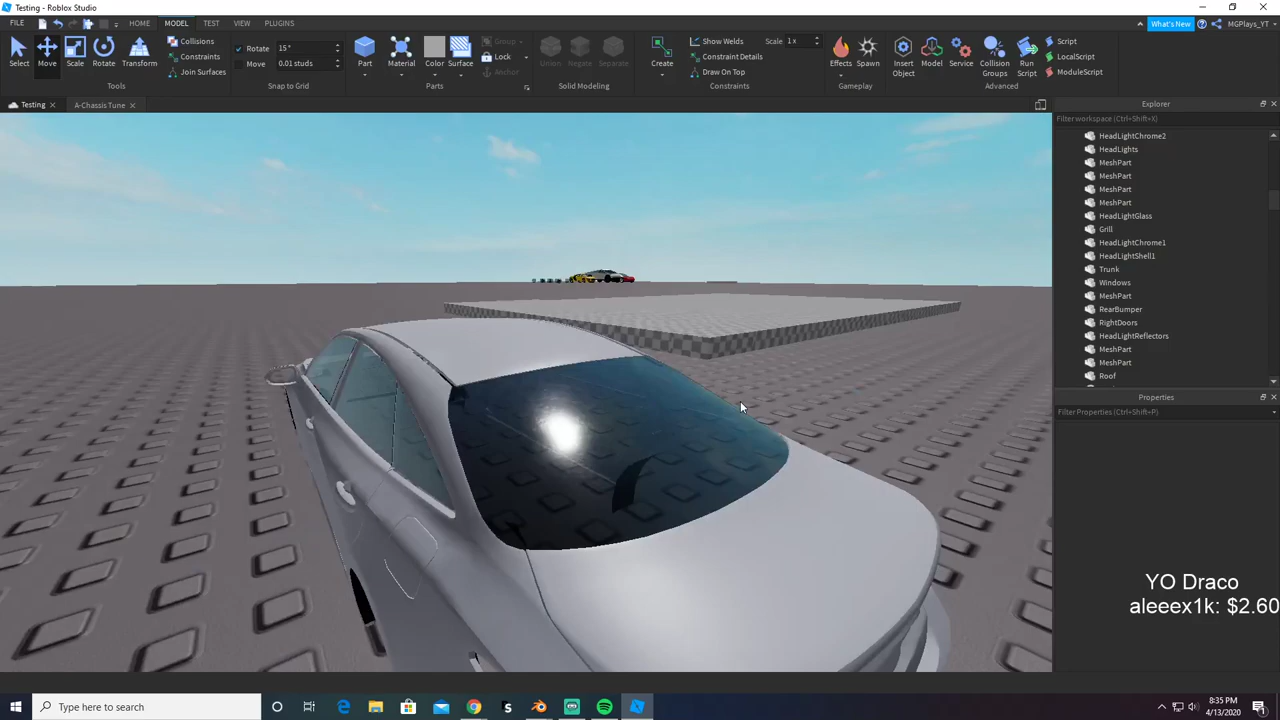 Testing - Roblox Studio
FILE HOME MODEL TEST VIEW PLUGINS What's New MGPlays_YT
Select Move Scale Rotate Transform
Collisions
Constraints
Join Surfaces
Tools
Rotate 15°
Move 0.01 studs
Snap to Grid
Part Material Color Surface
Group
Lock
Anchor
Parts
Union Negate Separate
Solid Modeling
Create
Show Welds Scale 1 x
Constraint Details
Draw On Top
Constraints
Effects Spawn
Gameplay
Insert Object Model Service Collision Groups Run Script
Script
LocalScript
ModuleScript
Advanced
Testing A-Chassis Tune
Explorer
Filter workspace (Ctrl+Shift+X)
HeadLightChrome2
HeadLights
MeshPart
MeshPart
MeshPart
MeshPart
HeadLightGlass
Grill
HeadLightChrome1
HeadLightShell1
Trunk
Windows
MeshPart
RearBumper
RightDoors
HeadLightReflectors
MeshPart
MeshPart
Roof
Properties
Filter Properties (Ctrl+Shift+P)
YO Draco
aleeex1k: $2.60
Type here to search
8:35 PM
4/13/2020